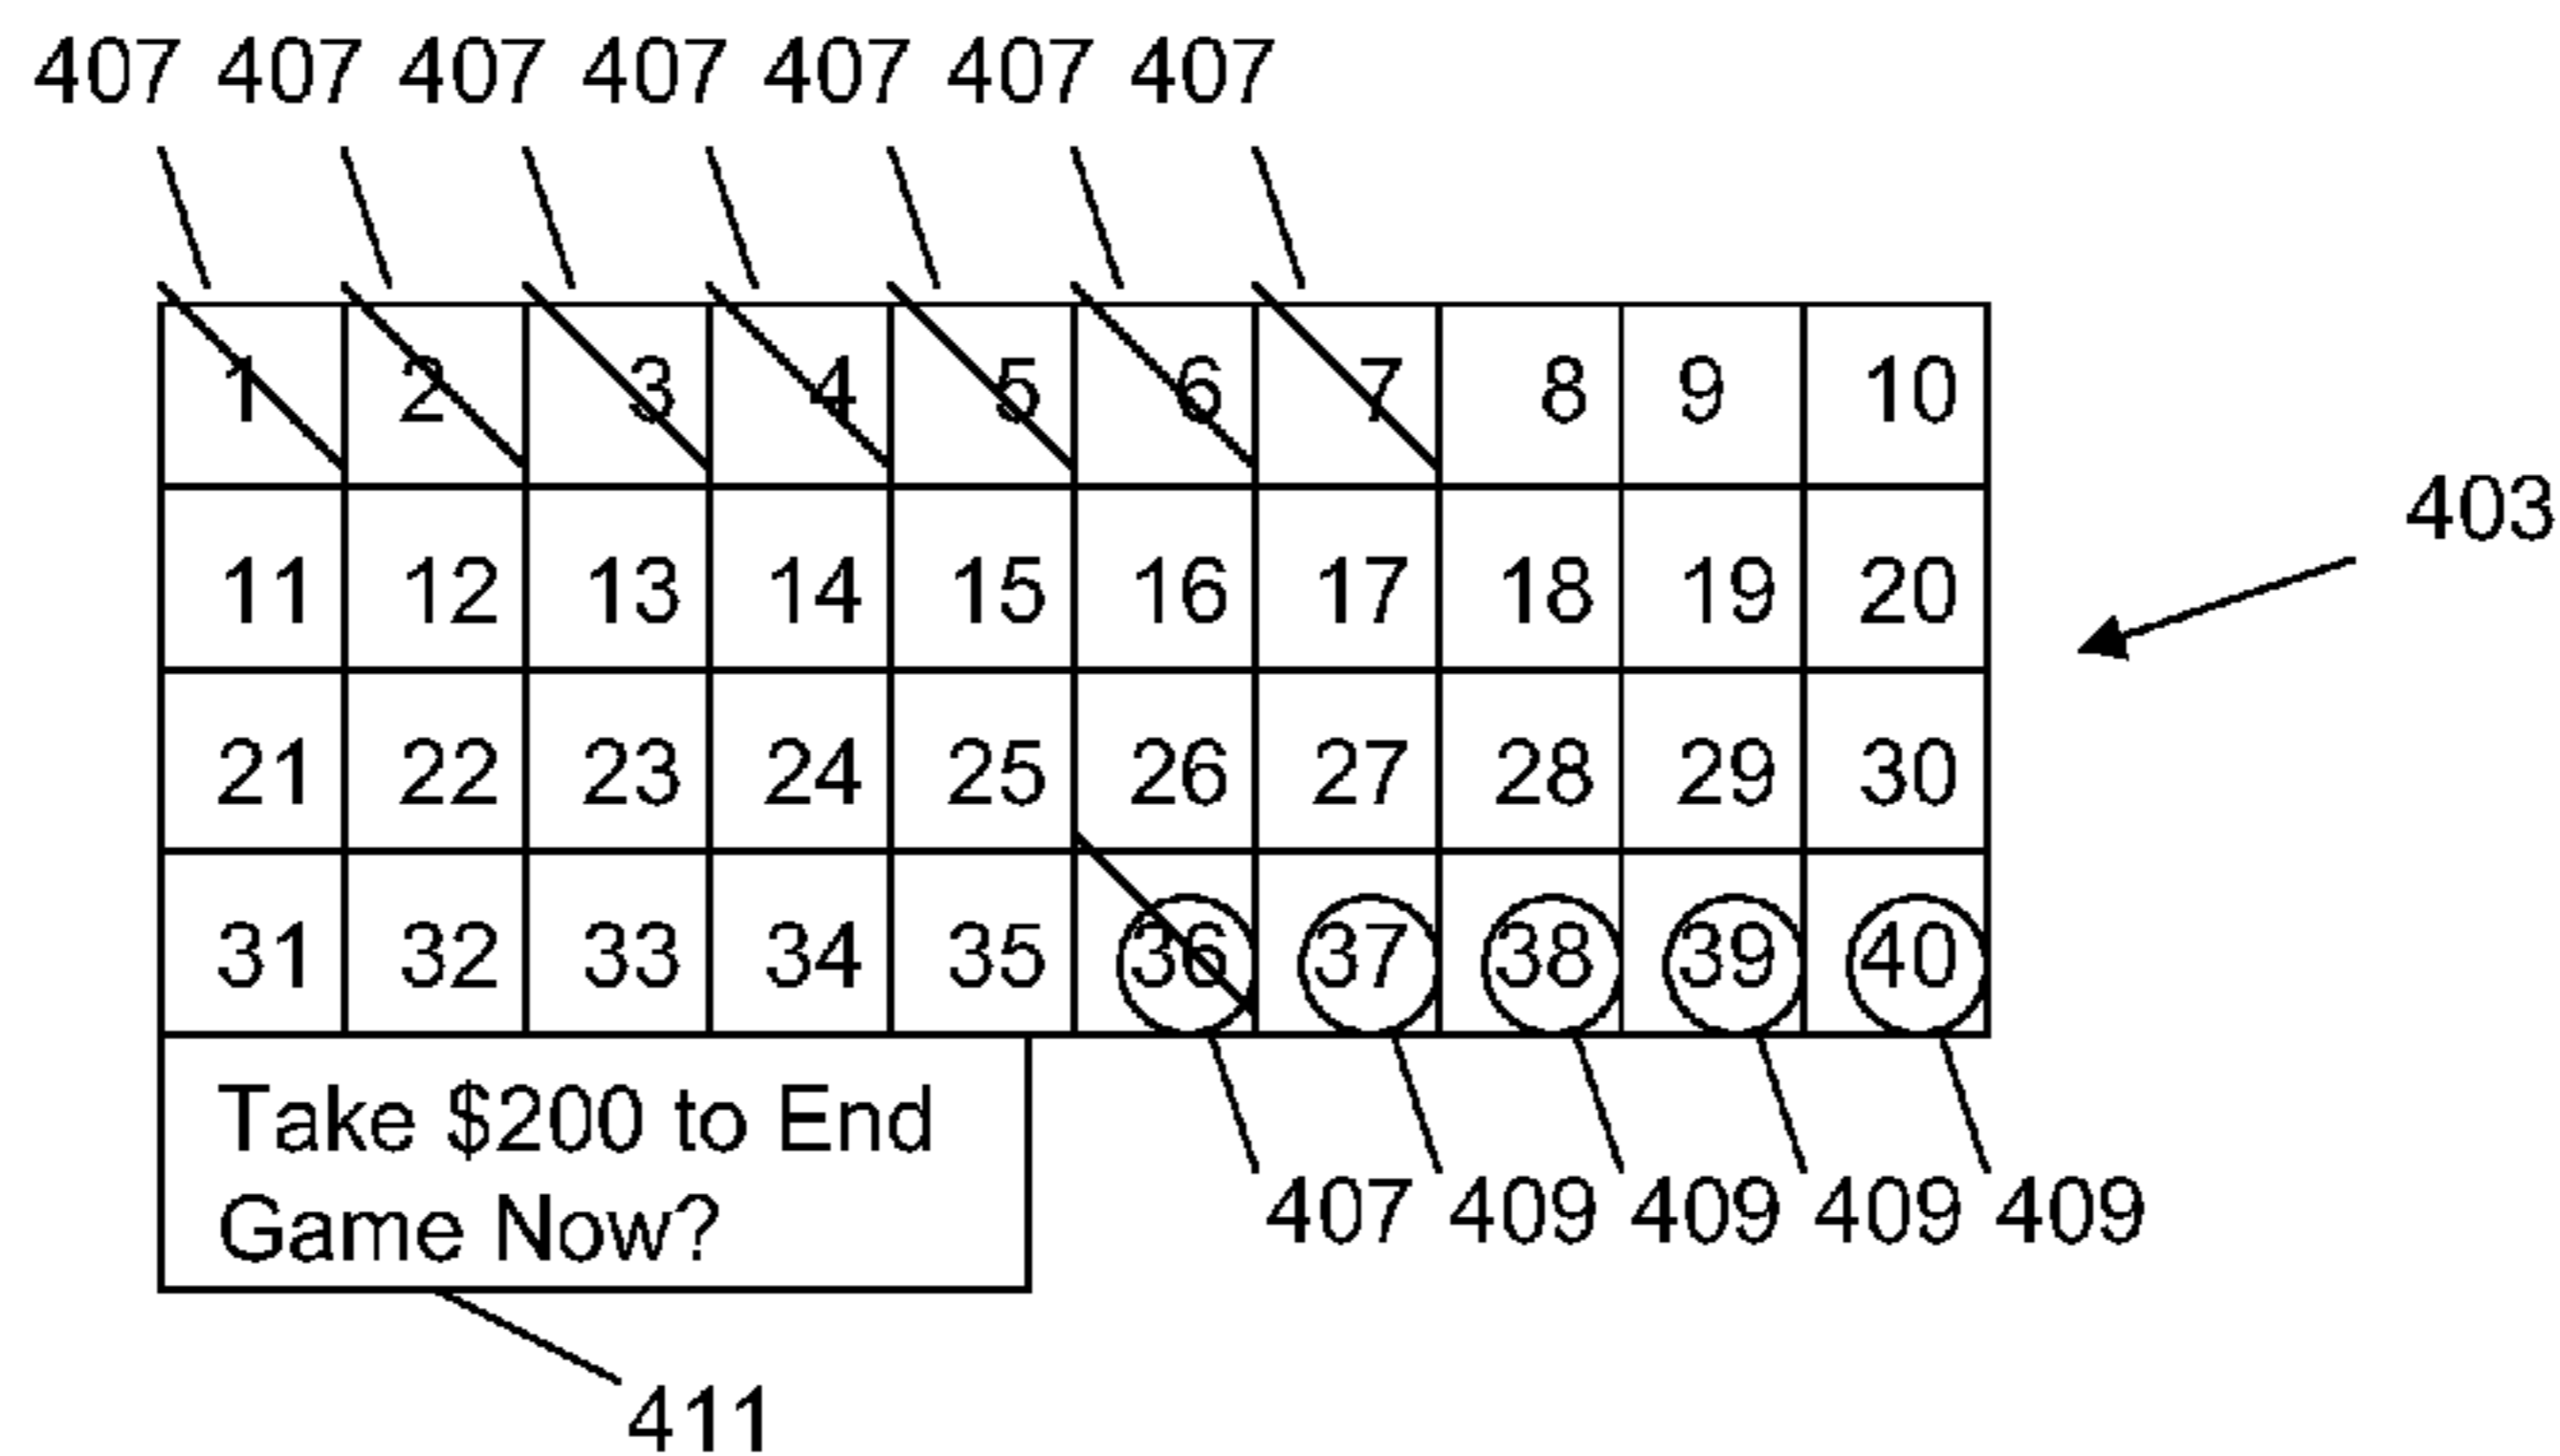 407 407 407 407 407 407 407
1 2 3 4 5 6 7 8 9 10
403
11 12 13 14 15 16 17 18 19 20
21 22 23 24 25 26 27 28 29 30
31 32 33 34 35 36 37 38 39 40
Take $200 to End
Game Now?
407 409 409 409 409
411